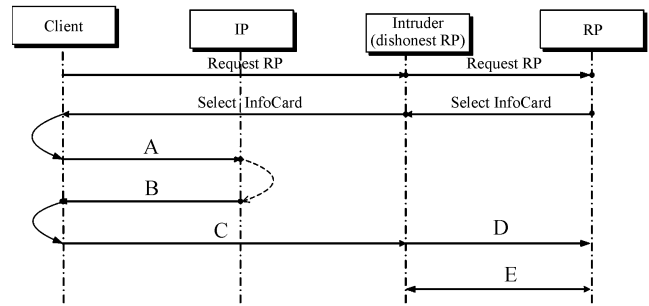 Client IP Intruder (dishonest RP) RP
Request RP Request RP
Select InfoCard Select InfoCard
A
B
C D
E